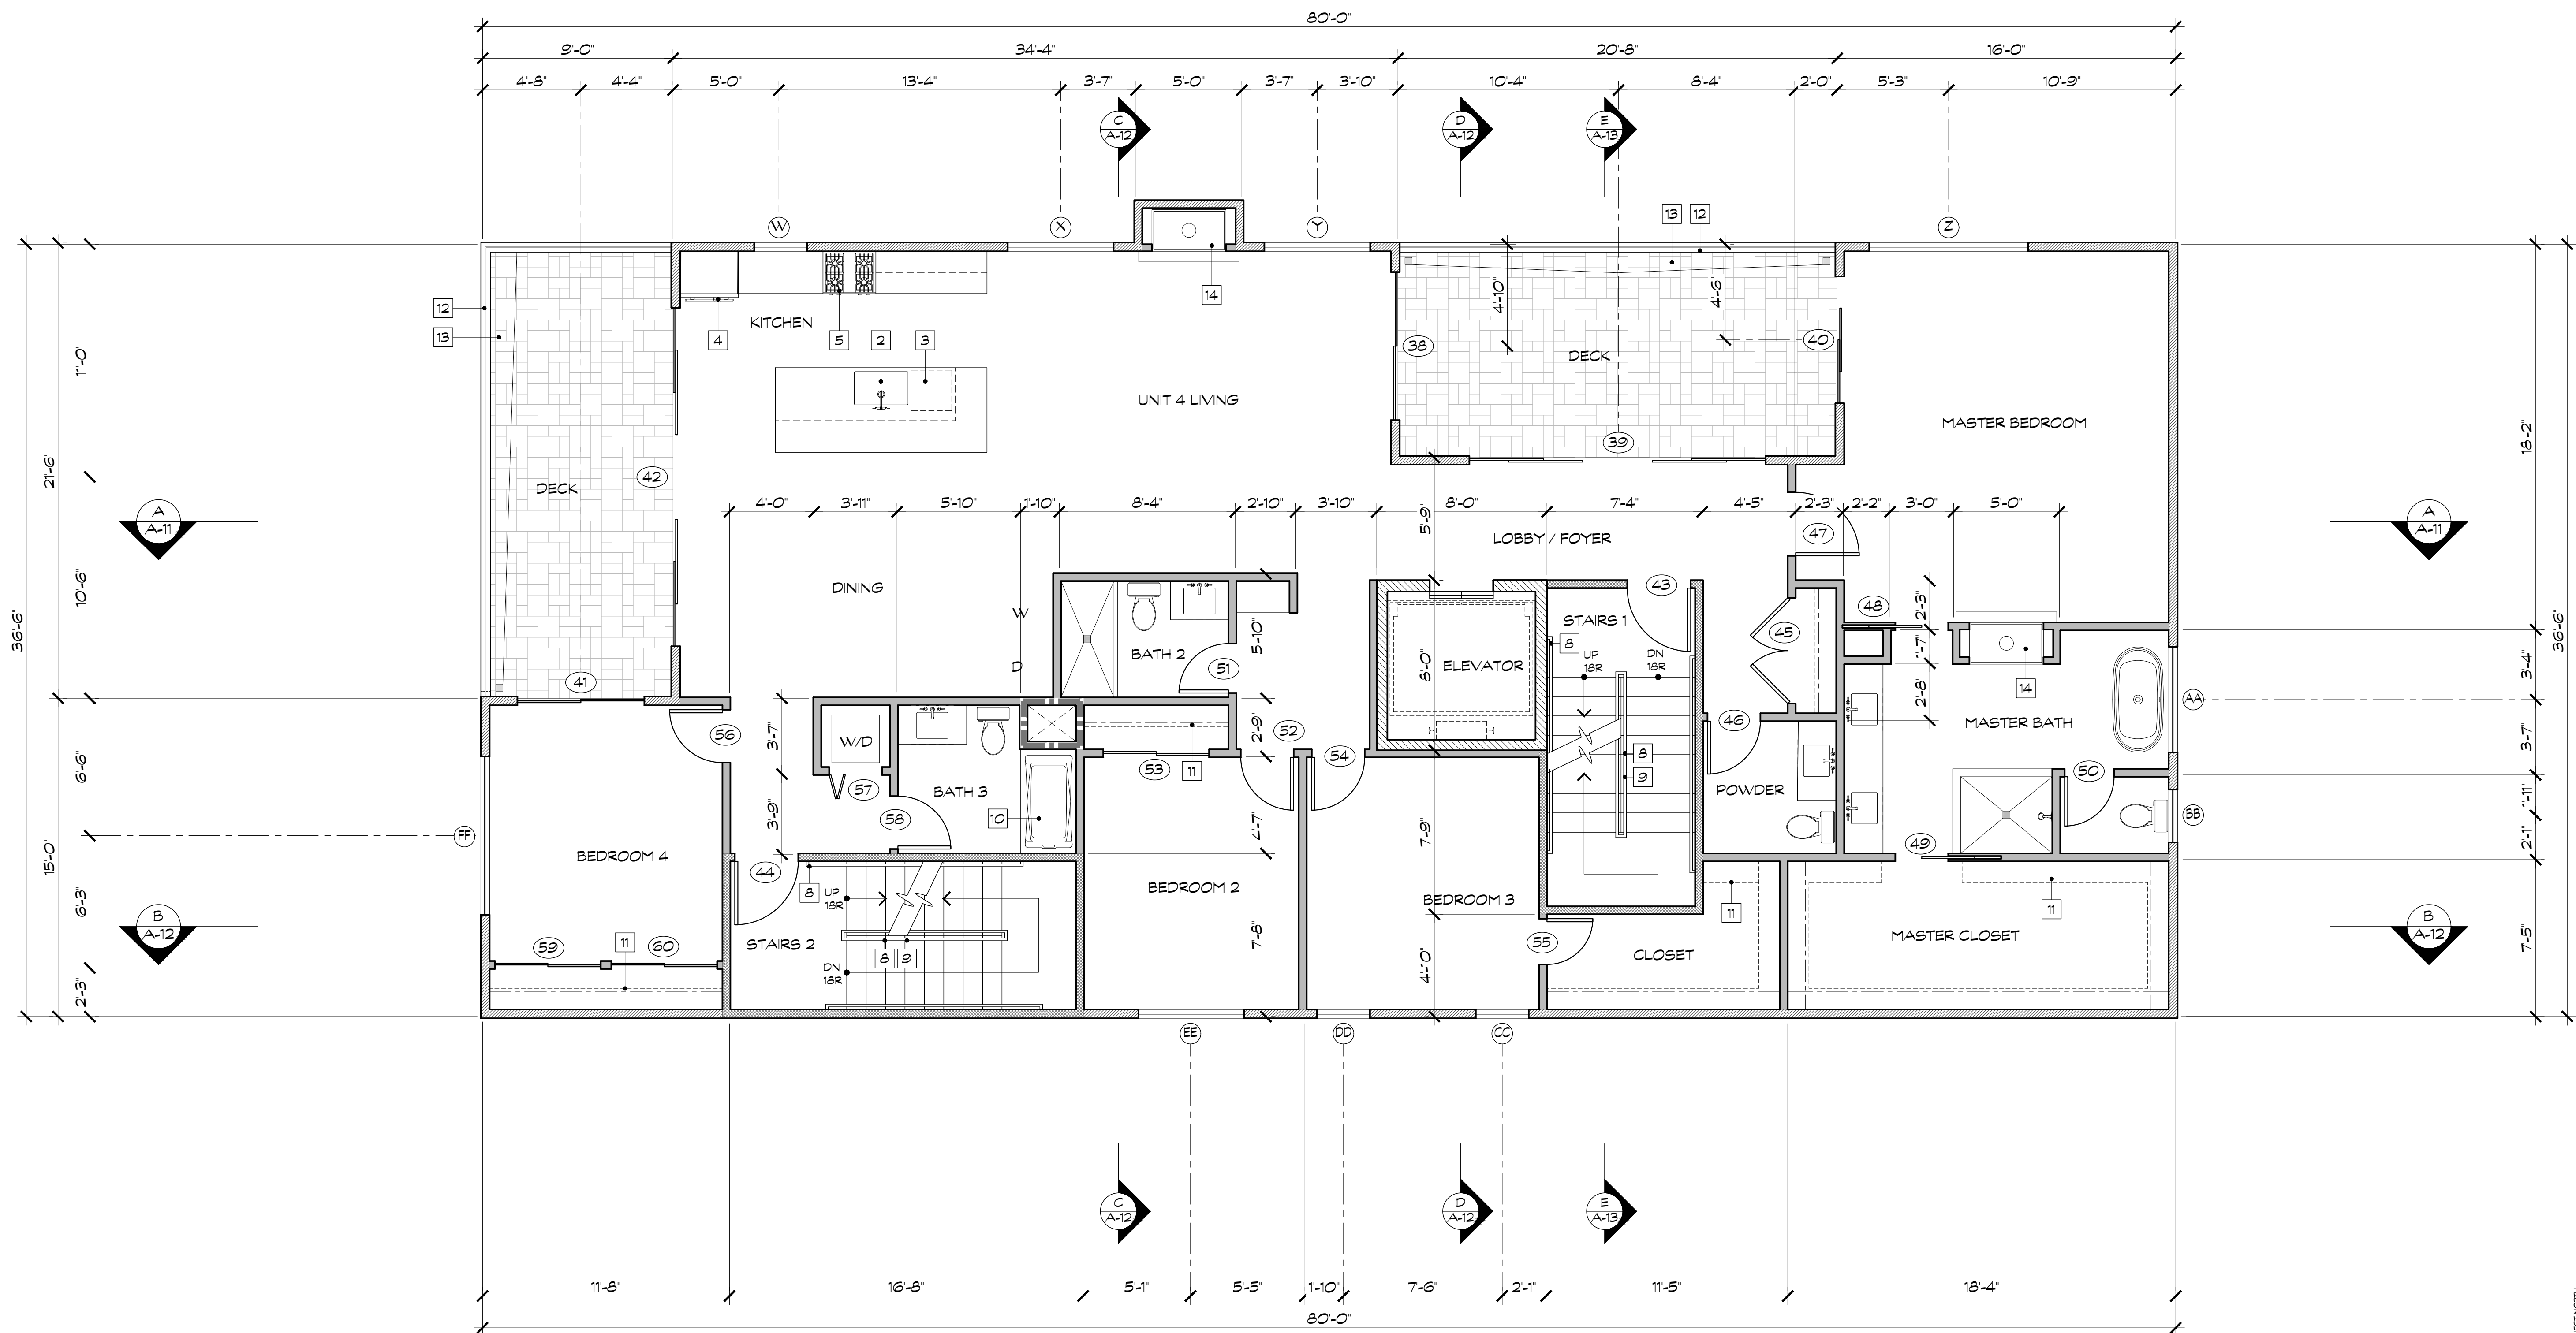 80'-0"
9'-0" 34'-4" 20'-8" 16'-0"
4'-8" 4'-4" 5'-0" 13'-4" 3'-7" 5'-0" 3'-7" 3'-10" 10'-4" 8'-4" 2'-0" 5'-3" 10'-9"
C
A-12
D
A-12
E
A-13
W X Y Z
13 12
14
12
13
KITCHEN
4 5 2 3
38
4'-10"
4'-6"
40
DECK
UNIT 4 LIVING
MASTER BEDROOM
39
42
DECK
11'-0"
21'-6"
36'-6"
10'-6"
18'-2"
36'-6"
A
A-11
A
A-11
4'-0" 3'-11" 5'-10" 1'-10" 8'-4" 2'-10" 3'-10" 8'-0" 7'-4" 4'-5" 2'-3" 2'-2" 3'-0" 5'-0"
5'-9"
LOBBY / FOYER
47
DINING
W
D
43
48
2'-3"
1'-7"
2'-8"
STAIRS 1
8
45
UP
18R
DN
18R
BATH 2
51
5'-10"
8'-0"
ELEVATOR
14
3'-4"
41
AA
MASTER BATH
56
3'-7"
W/D
2'-9"
52
46
54
53
11
8
9
3'-7"
50
57
BATH 3
POWDER
6'-6"
58
10
3'-9"
4'-7"
7'-9"
1'-11"
BB
FF
15'-0"
49
2'-1"
BEDROOM 4
44
8
UP
18R
BEDROOM 2
BEDROOM 3
11
11
6'-3"
B
A-12
B
A-12
59
11
60
STAIRS 2
DN
18R
8
9
7'-8"
4'-10"
55
CLOSET
MASTER CLOSET
7'-5"
2'-3"
EE DD CC
C
A-12
D
A-12
E
A-13
11'-8" 16'-8" 5'-1" 5'-5" 1'-10" 7'-6" 2'-1" 11'-5" 18'-4"
80'-0"